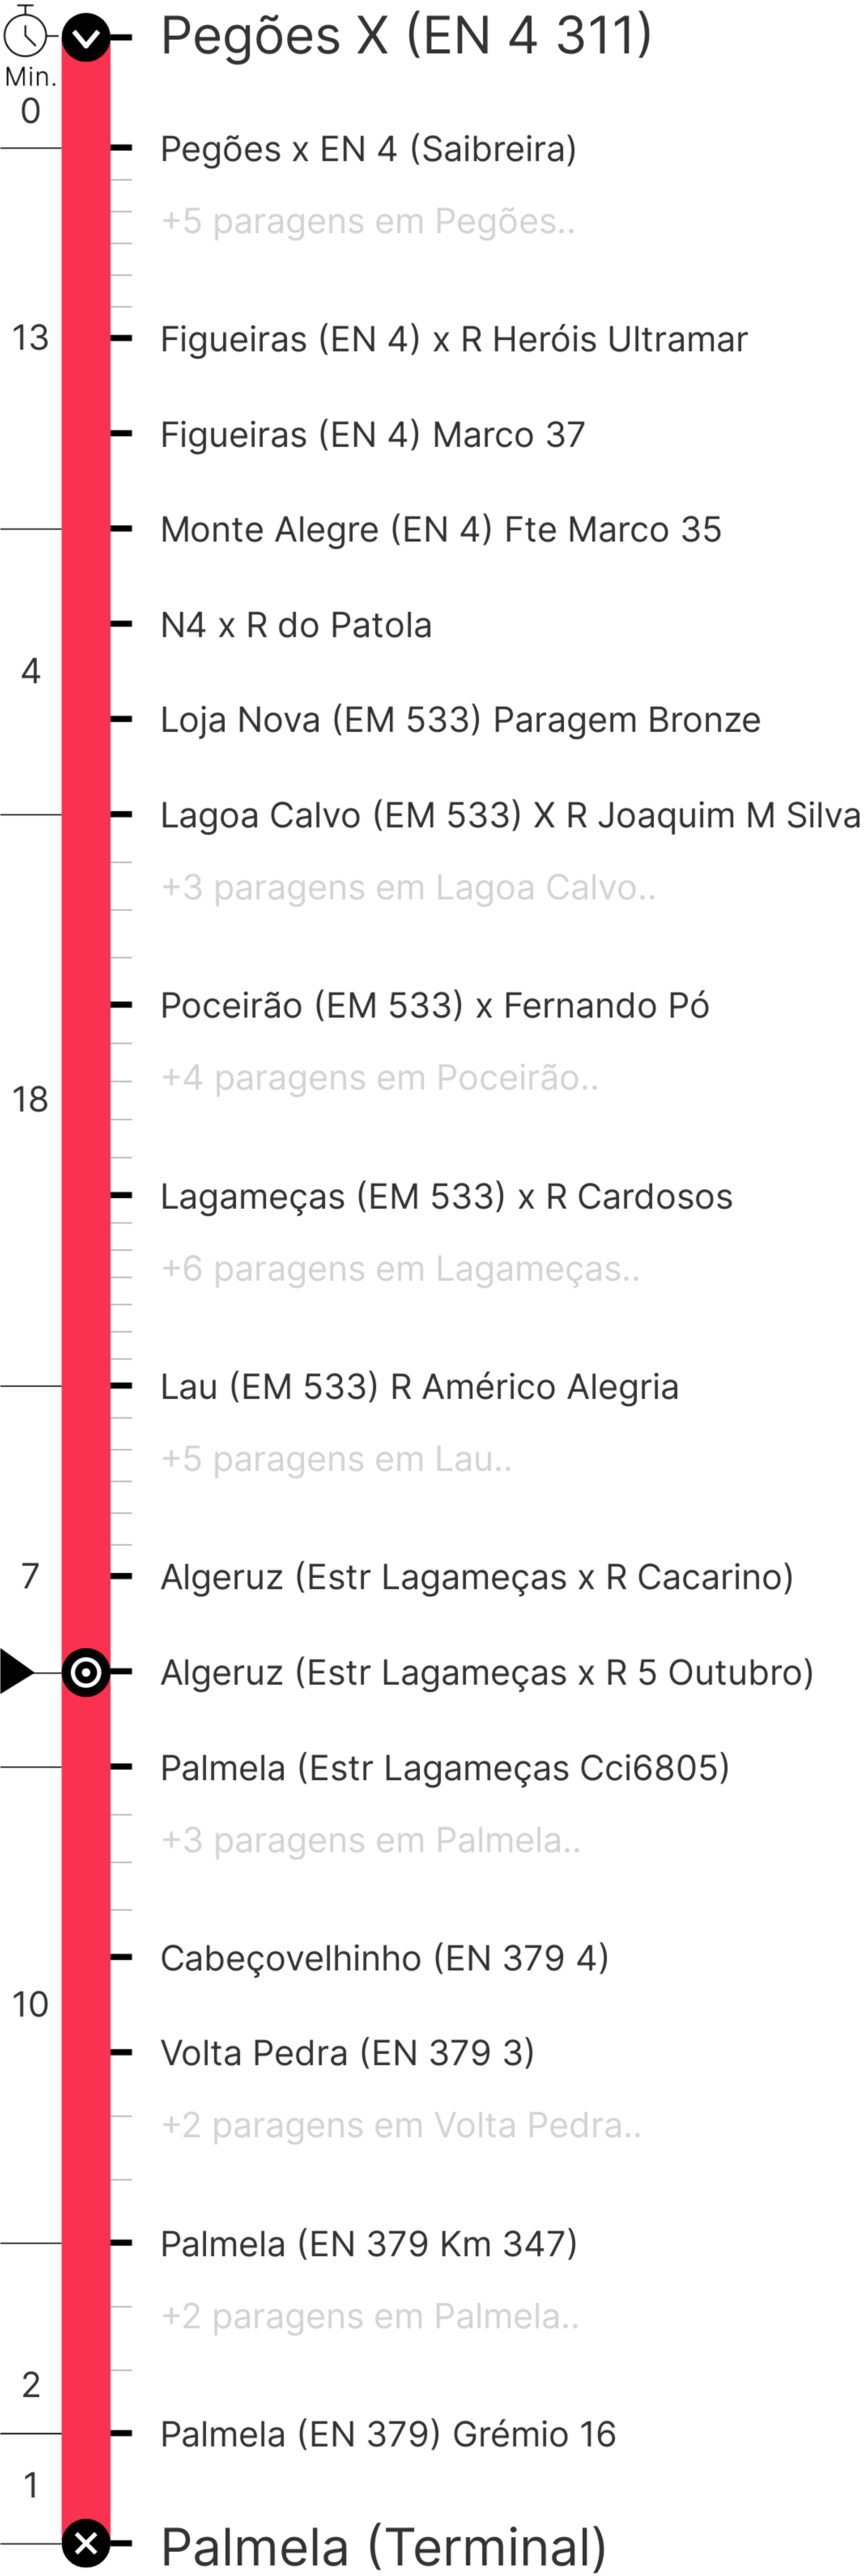 Pegões X (EN 4 311)
Min.
0
Pegões x EN 4 (Saibreira)
+5 paragens em Pegões..
13
Figueiras (EN 4) x R Heróis Ultramar
Figueiras (EN 4) Marco 37
Monte Alegre (EN 4) Fte Marco 35
N4 x R do Patola
4
Loja Nova (EM 533) Paragem Bronze
Lagoa Calvo (EM 533) X R Joaquim M Silva
+3 paragens em Lagoa Calvo..
Poceirão (EM 533) x Fernando Pó
+4 paragens em Poceirão..
18
Lagameças (EM 533) x R Cardosos
+6 paragens em Lagameças..
Lau (EM 533) R Américo Alegria
+5 paragens em Lau..
7
Algeruz (Estr Lagameças x R Cacarino)
Algeruz (Estr Lagameças x R 5 Outubro)
Palmela (Estr Lagameças Cci6805)
+3 paragens em Palmela..
Cabeçovelhinho (EN 379 4)
10
Volta Pedra (EN 379 3)
+2 paragens em Volta Pedra..
Palmela (EN 379 Km 347)
+2 paragens em Palmela..
2
Palmela (EN 379) Grémio 16
1
Palmela (Terminal)